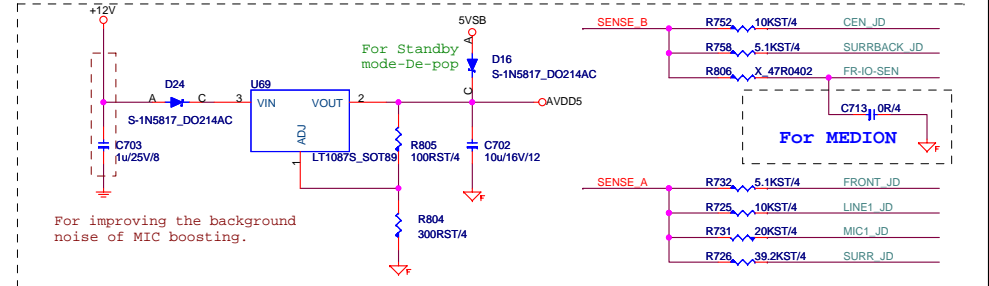 +12V
5VSB
For Standby
mode-De-pop
D16
S-1N5817_DO214AC
A
C
D24
A
C
S-1N5817_DO214AC
U69
3
VIN
VOUT
2
ADJ
1
LT1087S_SOT89
AVDD5
C703
1u/25V/8
R805
100RST/4
C702
10u/16V/12
R804
300RST/4
F
F
For improving the background
noise of MIC boosting.
SENSE_B
R752
10KST/4
CEN_JD
R758
5.1KST/4
SURRBACK_JD
R806
X_47R0402
FR-IO-SEN
C713
0R/4
For MEDION
F
SENSE_A
R732
5.1KST/4
FRONT_JD
R725
10KST/4
LINE1_JD
R731
20KST/4
MIC1_JD
R726
39.2KST/4
SURR_JD